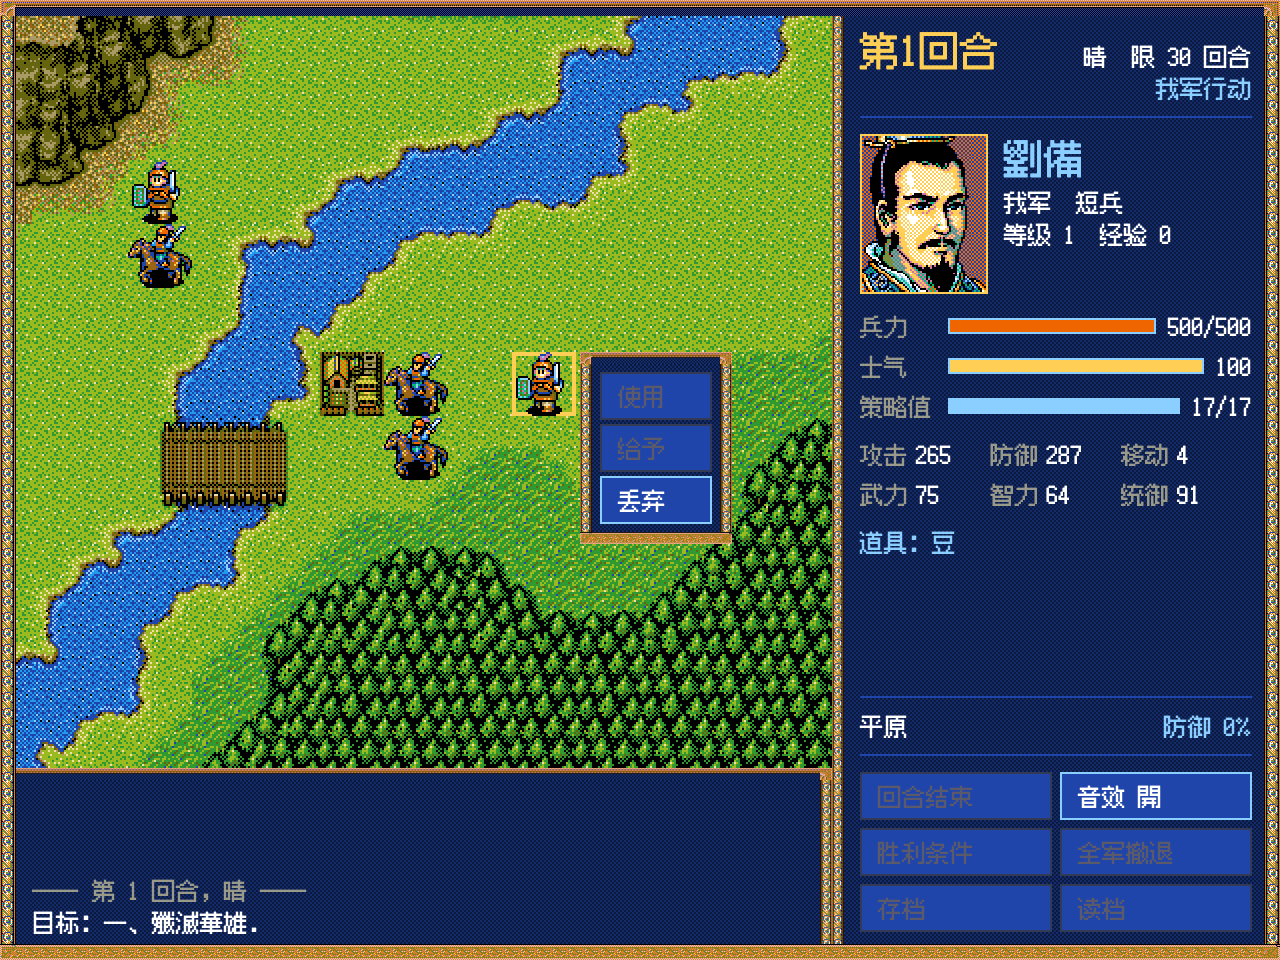 第1回合
晴 限 30 回合
我军行动
劉備
我军 短兵
等级 1 经验 0
兵力 500/500
士气 100
策略值 17/17
攻击 265 防御 287 移动 4
武力 75 智力 64 统御 91
道具: 豆
使用
给予
丢弃
平原 防御 0%
回合结束 音效 開
胜利条件 全军撤退
存档 读档
—— 第 1 回合, 晴 ——
目标: 一、殲滅華雄.